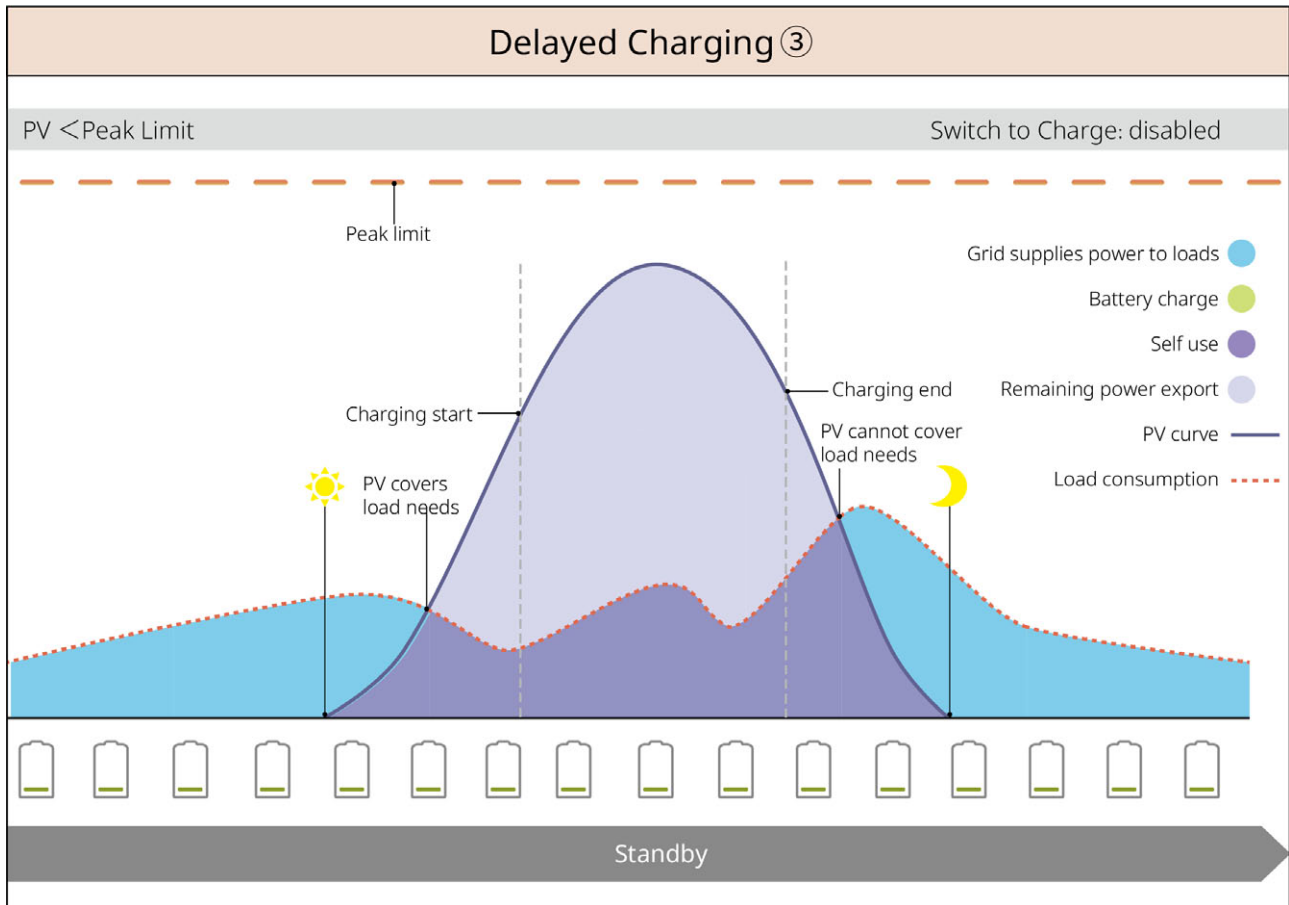 Delayed Charging③
PV <Peak Limit
Switch to Charge: disabled
Peak limit
Grid supplies power to loads
Battery charge
Self use
Remaining power export
PV curve
Load consumption
Charging start
Charging end
PV cannot cover
load needs
PV covers
load needs
Standby